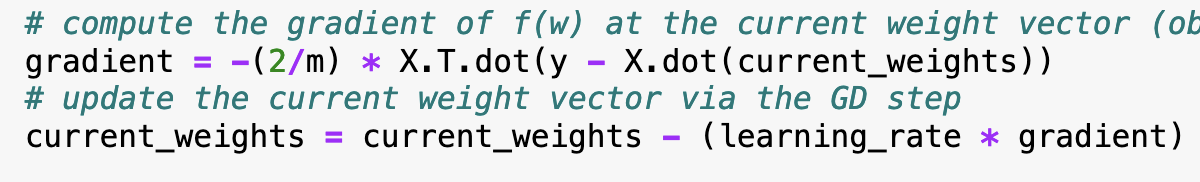 # compute the gradient of f(w) at the current weight vector (ob
gradient = -(2/m) * X.T.dot(y - X.dot(current_weights))
# update the current weight vector via the GD step
current_weights = current_weights - (learning_rate * gradient)